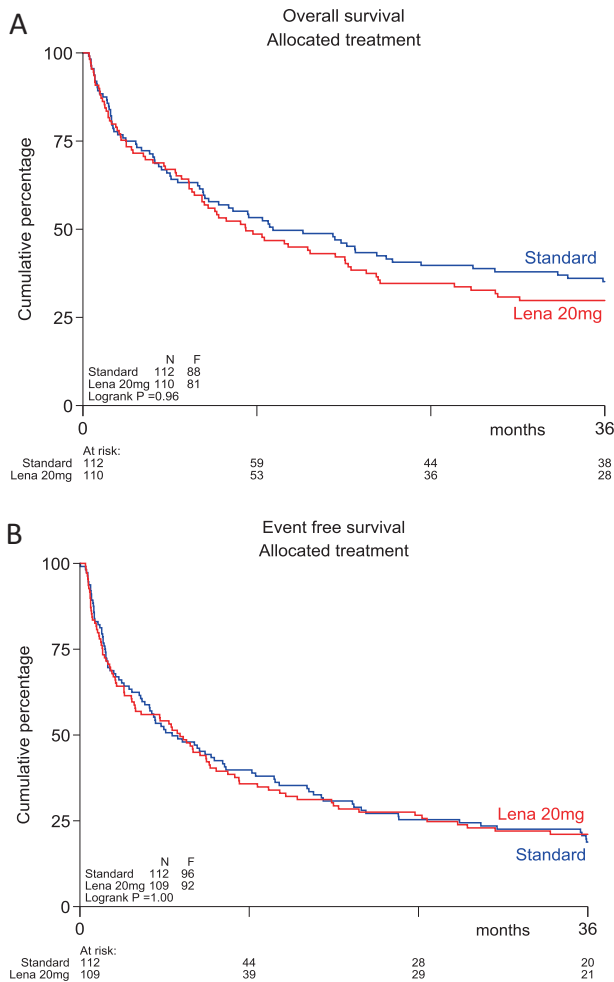 A
Overall survival
Allocated treatment
100
75
50
25
0
Cumulative percentage
Standard
Lena 20mg
N F
Standard 112 88
Lena 20mg 110 81
Logrank P =0.96
0 months 36
At risk:
Standard 112 59 44 38
Lena 20mg 110 53 36 28
B
Event free survival
Allocated treatment
100
75
50
25
0
Cumulative percentage
Lena 20mg
Standard
N F
Standard 112 96
Lena 20mg 109 92
Logrank P =1.00
0 months 36
At risk:
Standard 112 44 28 20
Lena 20mg 109 39 29 21